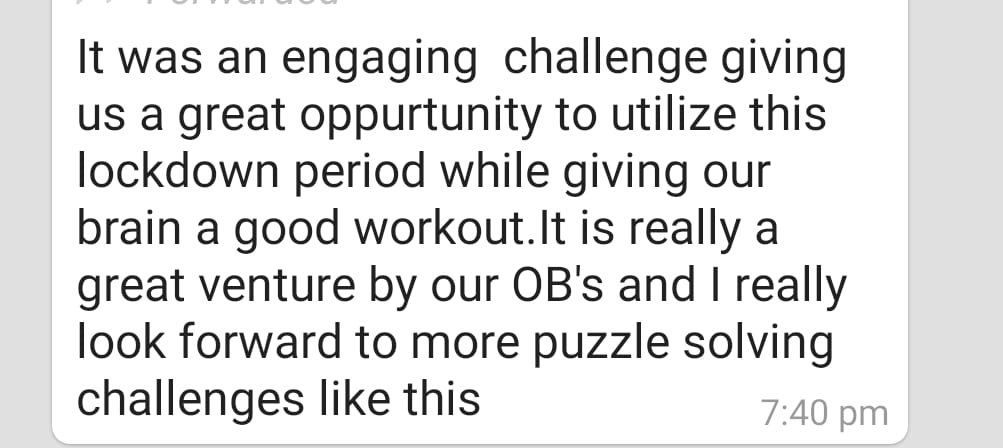 Forwarded
It was an engaging  challenge giving
us a great oppurtunity to utilize this
lockdown period while giving our
brain a good workout.It is really a
great venture by our OB's and I really
look forward to more puzzle solving
challenges like this
7:40 pm